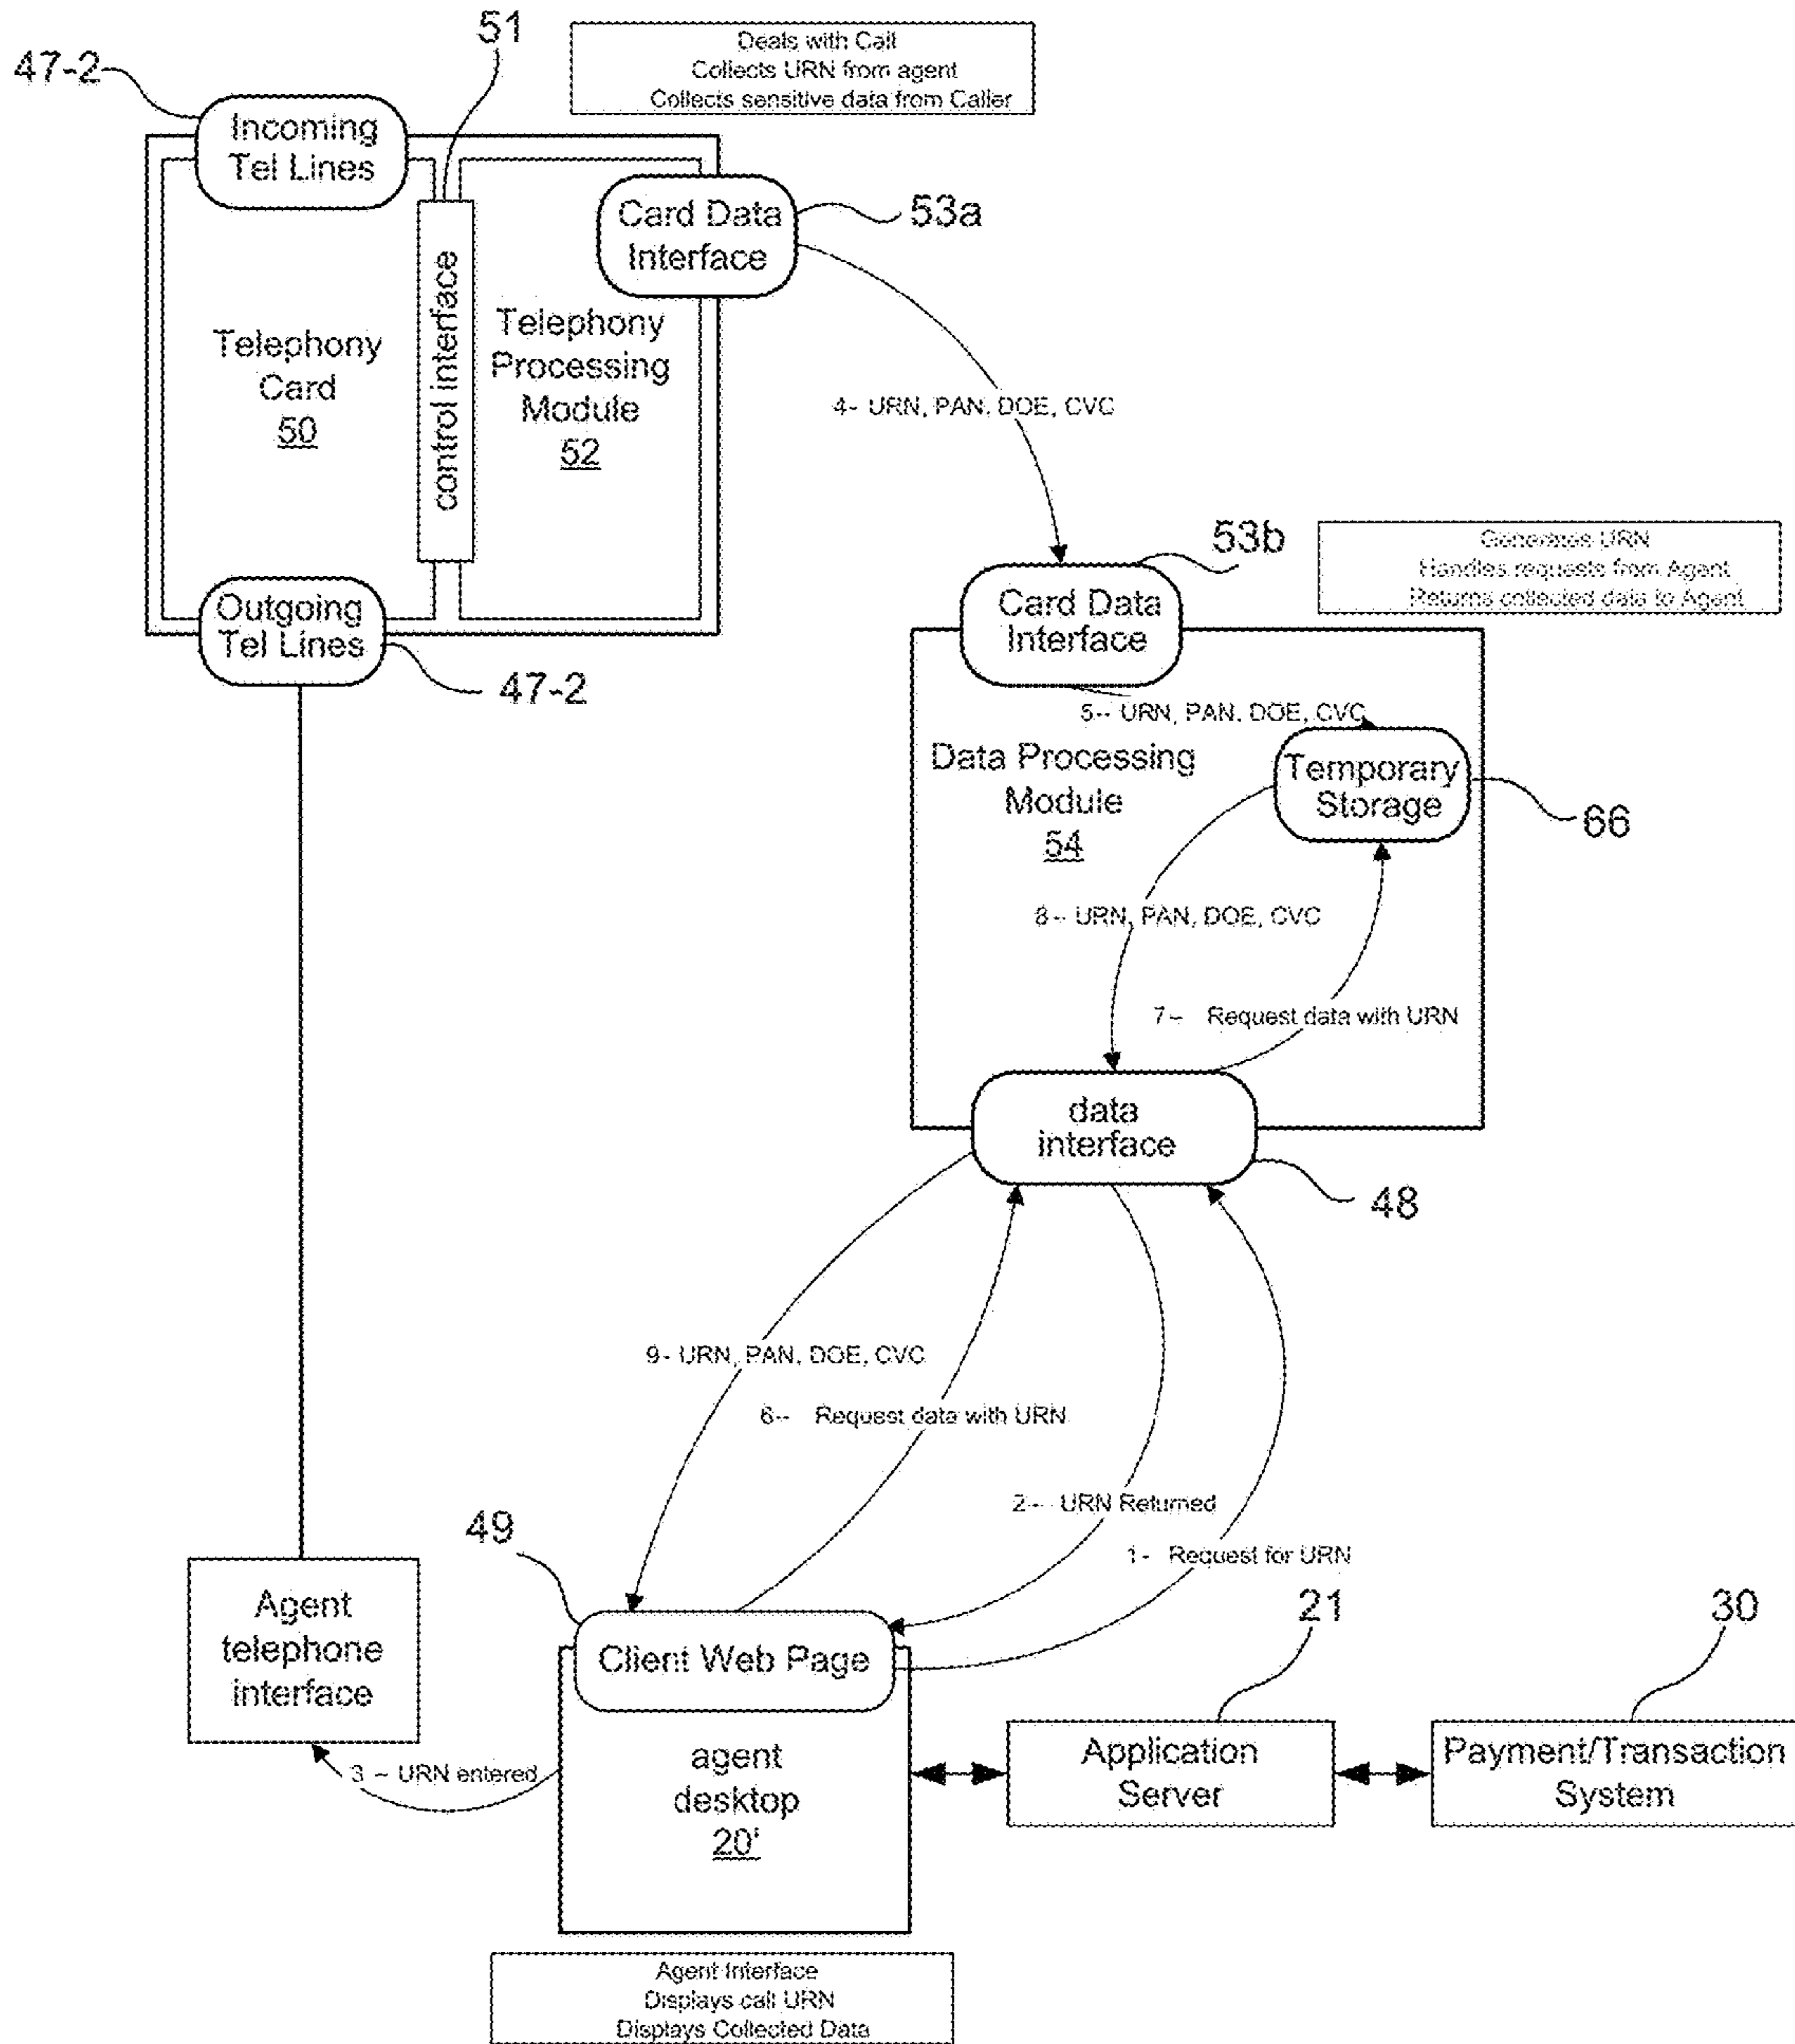 51
Deals with Call
Collects URN from agent
Collects sensitive data from Caller
47-2
Incoming
Tel Lines
Card Data
Interface
53a
control interface
Telephony
Card
50
Telephony
Processing
Module
52
4- URN, PAN, DOE, CVC
53b
Generates URN
Handles requests from Agent
Returns collected data to Agent
Outgoing
Tel Lines
47-2
Card Data
Interface
5-- URN, PAN, DOE, CVC
Data Processing
Module
54
Temporary
Storage
66
8-- URN, PAN, DOE, CVC
7-- Request data with URN
data
interface
48
9- URN, PAN, DOE, CVC
6-- Request data with URN
2-- URN Returned
1- Request for URN
49
Client Web Page
21
30
Agent
telephone
interface
3 -- URN entered
agent
desktop
20'
Application
Server
Payment/Transaction
System
Agent Interface
Displays call URN
Displays Collected Data